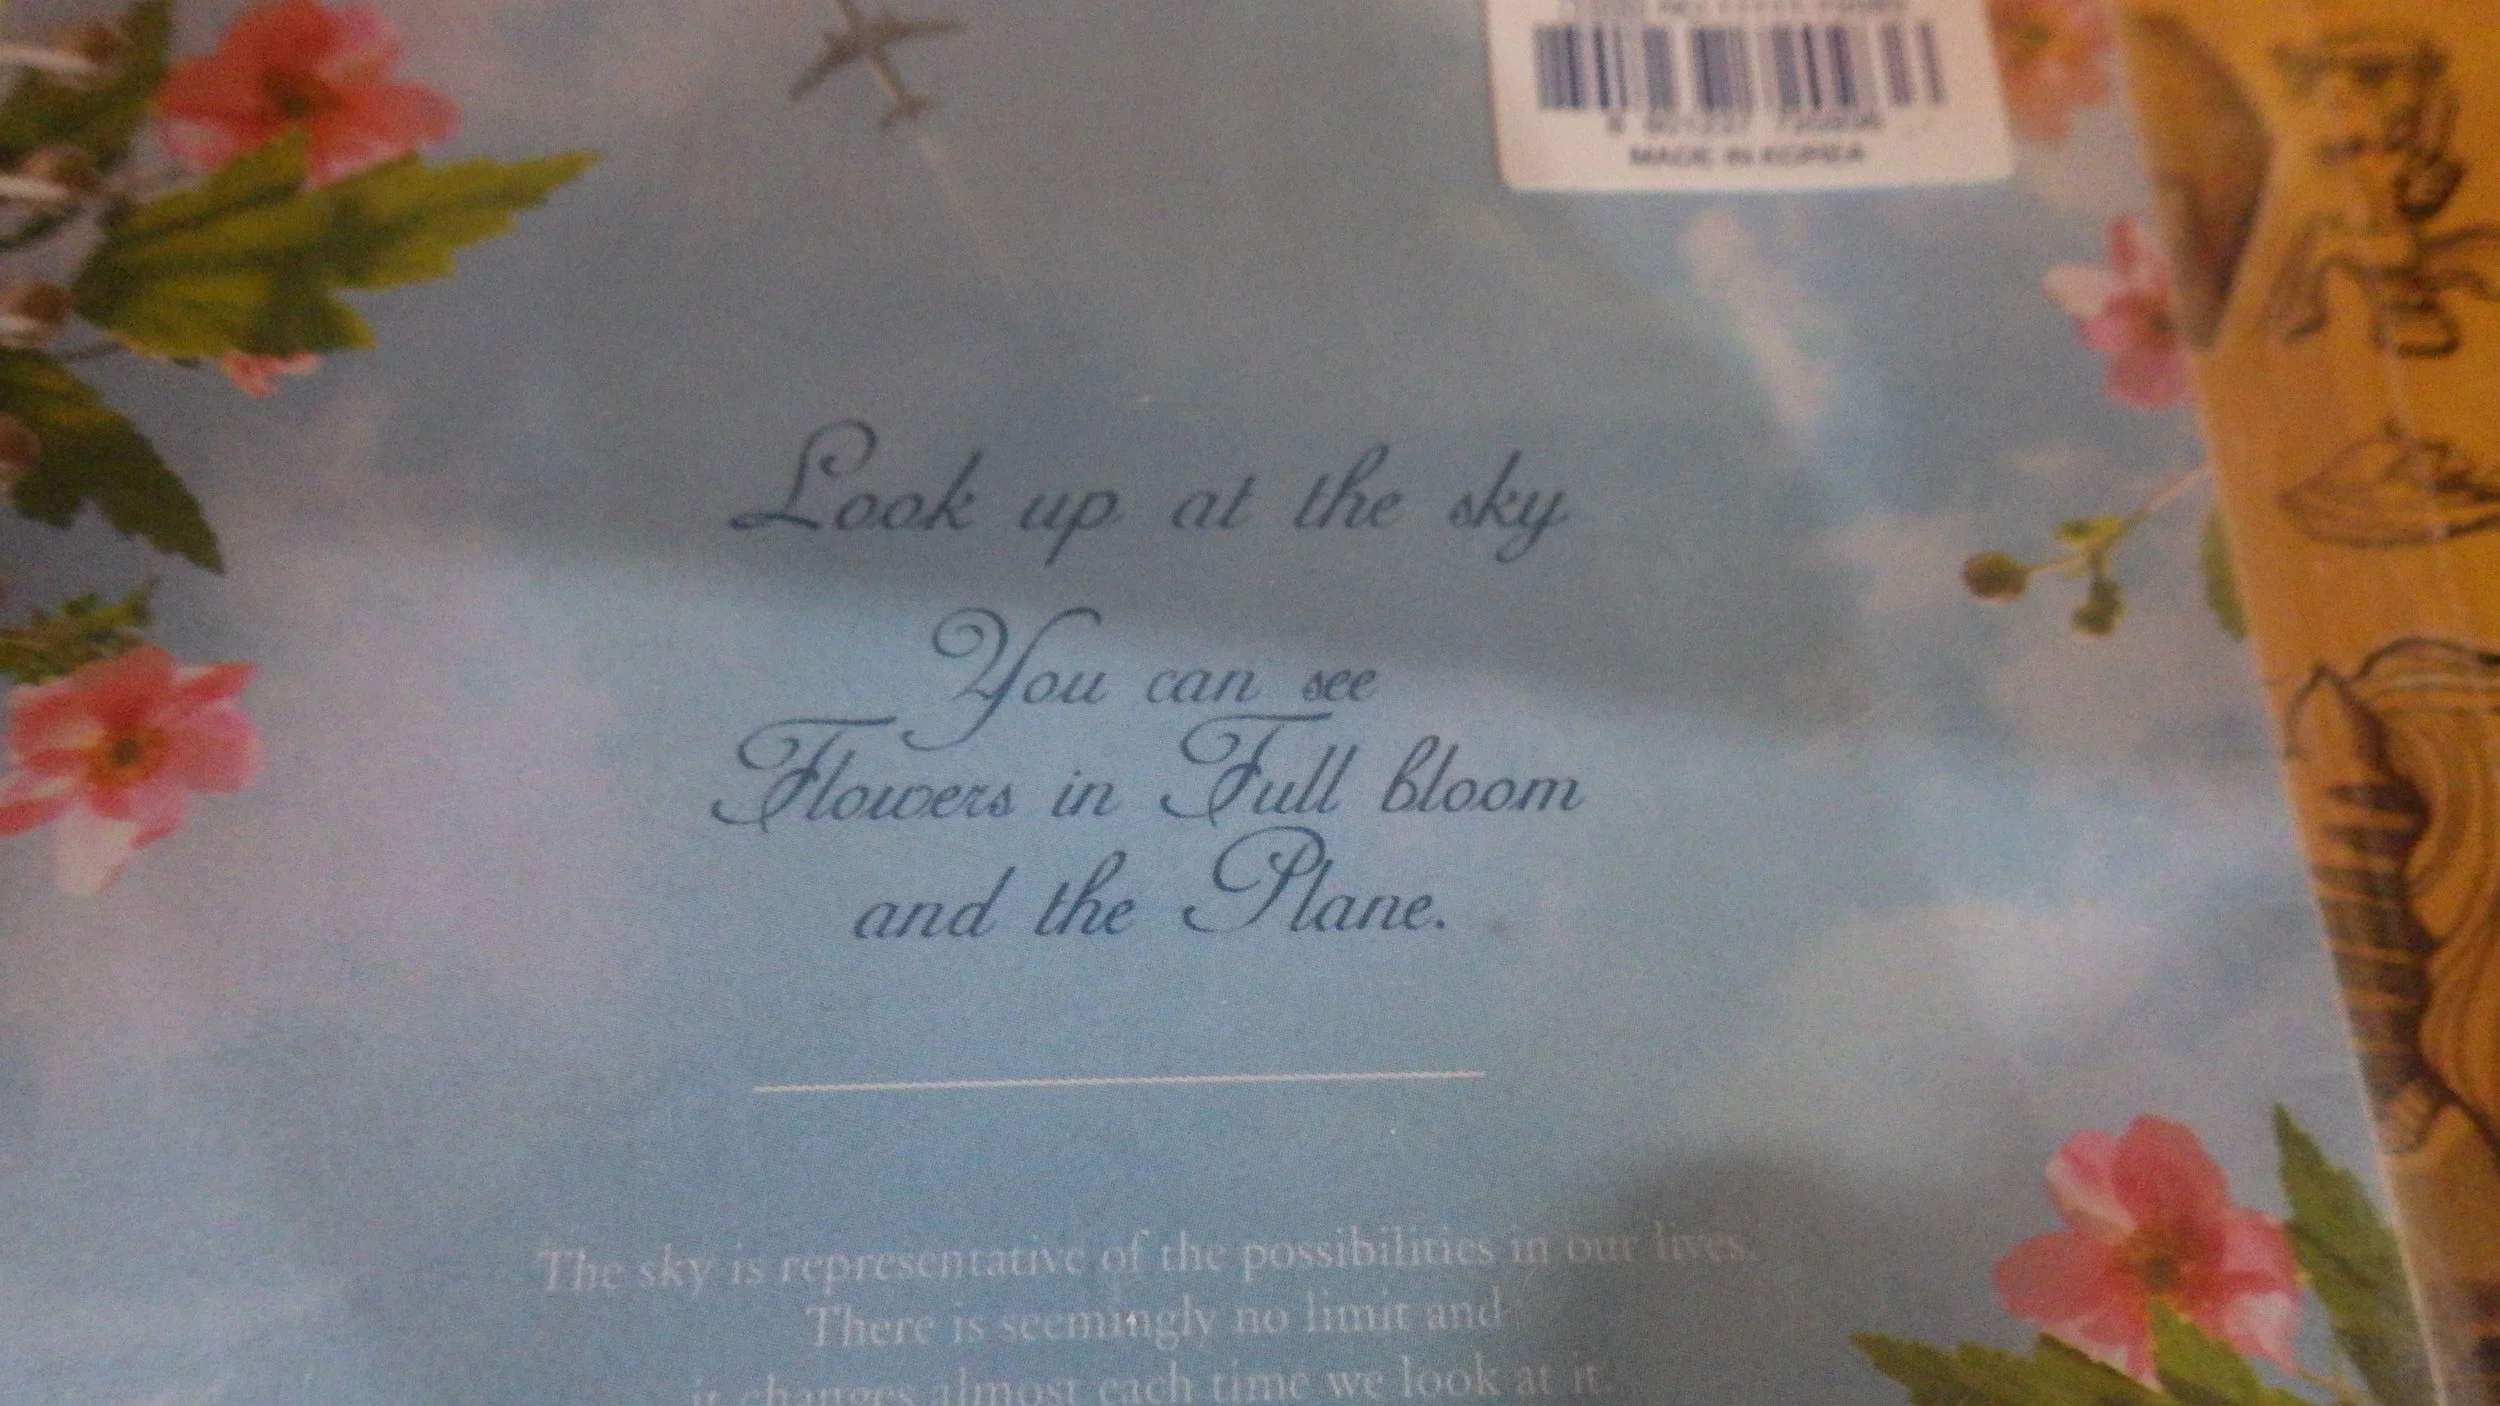 MADE IN KOREA
Look up at the sky
You can see
Flowers in Full bloom
and the Plane.
The sky is representative of the possibilities in our lives.
There is seemingly no limit and
it changes almost each time we look at it.